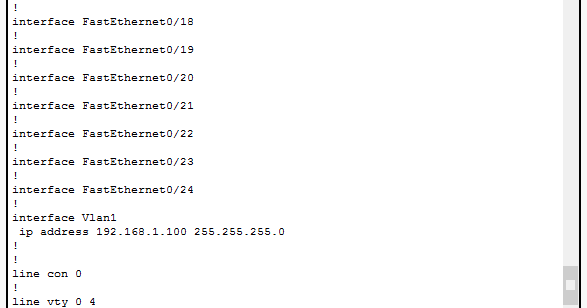 !
interface FastEthernet0/18
!
interface FastEthernet0/19
!
interface FastEthernet0/20
!
interface FastEthernet0/21
!
interface FastEthernet0/22
!
interface FastEthernet0/23
!
interface FastEthernet0/24
!
interface Vlan1
 ip address 192.168.1.100 255.255.255.0
!
!
line con 0
!
line vty 0 4